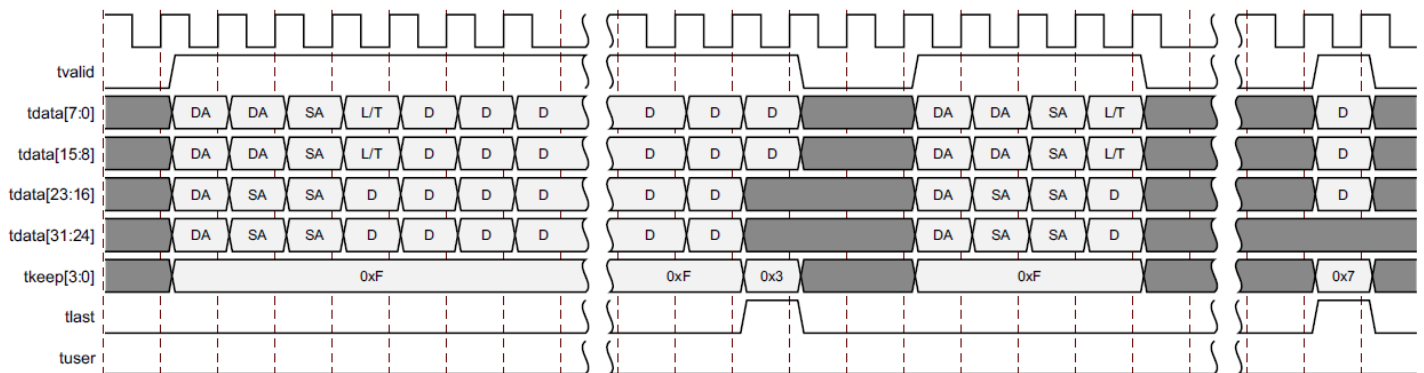 tvalid
tdata[7:0] DA DA SA L/T D D D D D D DA DA SA L/T D
tdata[15:8] DA DA SA L/T D D D D D D DA DA SA L/T D
tdata[23:16] DA SA SA D D D D D D DA SA SA D D
tdata[31:24] DA SA SA D D D D D D DA SA SA D
tkeep[3:0] 0xF 0xF 0x3 0xF 0x7
tlast
tuser